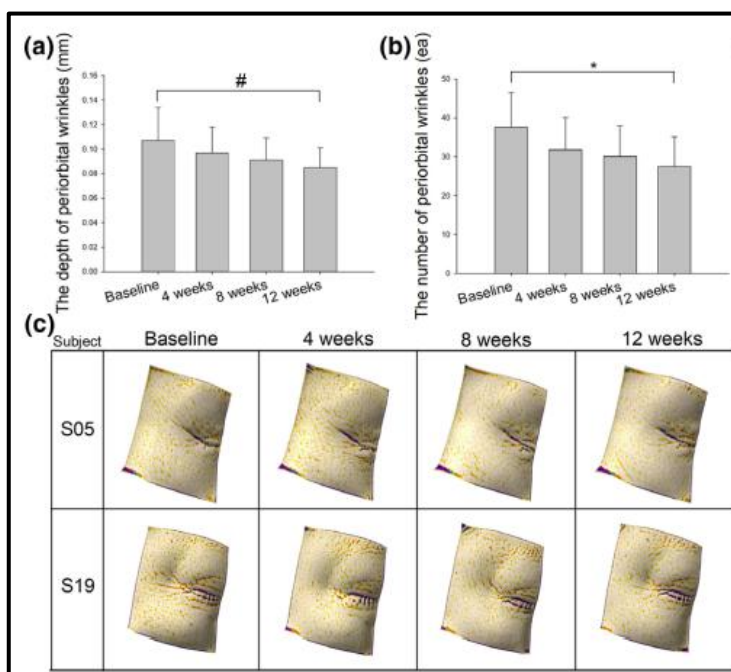 (a)
The depth of periorbital wrinkles (mm)
0.16
0.14
0.12
0.10
0.08
0.06
0.04
0.02
0.00
#
Baseline
4 weeks
8 weeks
12 weeks
(b)
The number of periorbital wrinkles (ea)
50
40
30
20
10
0
*
Baseline
4 weeks
8 weeks
12 weeks
(c)
Subject Baseline 4 weeks 8 weeks 12 weeks
S05
S19